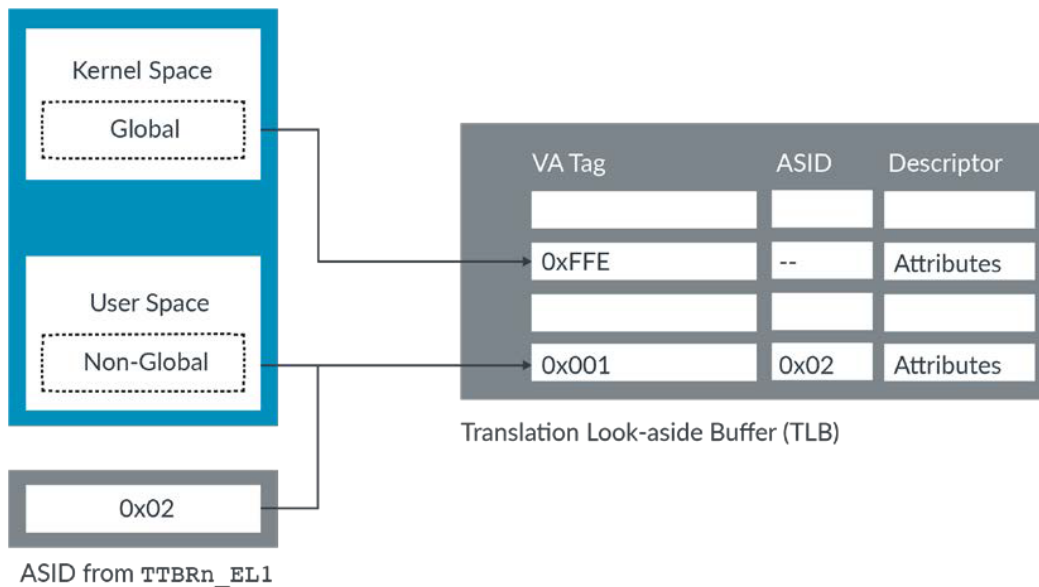 Kernel Space
Global
User Space
Non-Global
0x02
ASID from TTBRn_EL1
VA Tag ASID Descriptor
0xFFE -- Attributes
0x001 0x02 Attributes
Translation Look-aside Buffer (TLB)